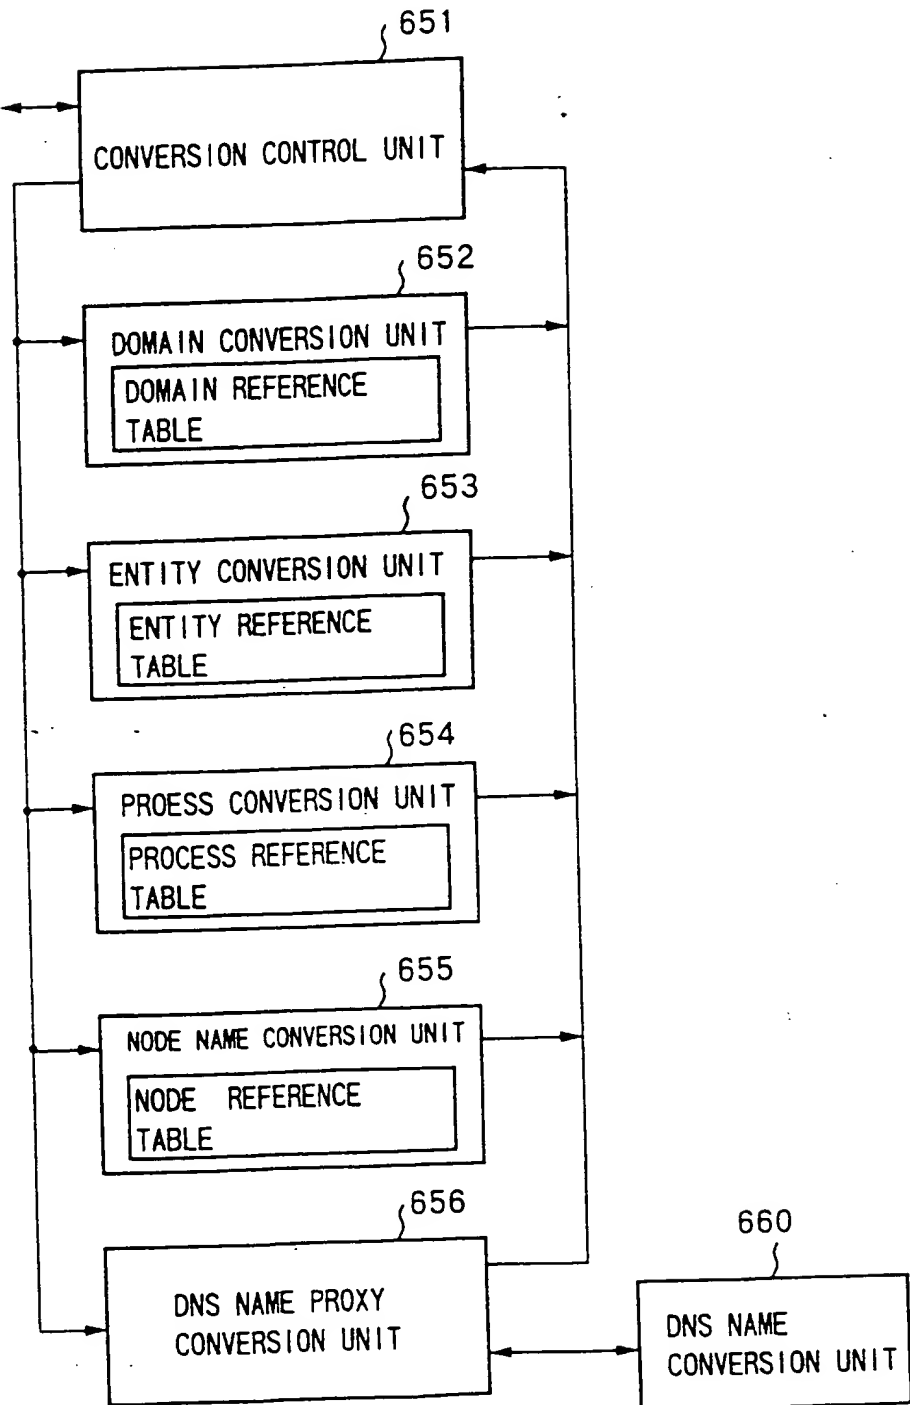 651
CONVERSION CONTROL UNIT
652
DOMAIN CONVERSION UNIT
DOMAIN REFERENCE
TABLE
653
ENTITY CONVERSION UNIT
ENTITY REFERENCE
TABLE
654
PROESS CONVERSION UNIT
PROCESS REFERENCE
TABLE
655
NODE NAME CONVERSION UNIT
NODE REFERENCE
TABLE
656
DNS NAME PROXY
CONVERSION UNIT
660
DNS NAME
CONVERSION UNIT